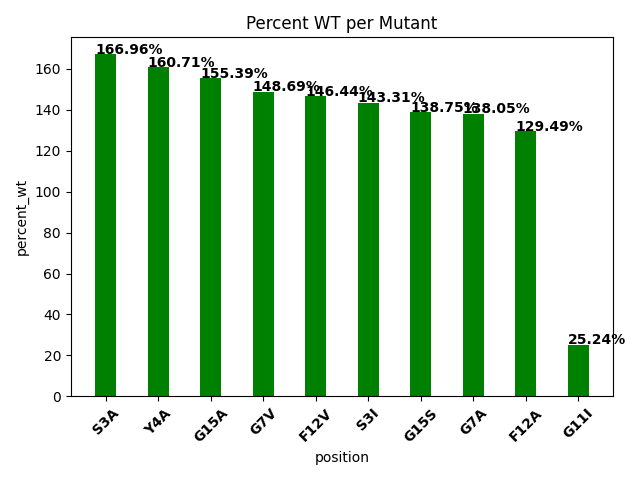 Percent WT per Mutant
166.96%
160.71%
155.39%
148.69%
146.44%
143.31%
138.75%
138.05%
129.49%
25.24%
160
140
120
100
80
60
40
20
0
percent_wt
S3A
Y4A
G15A
G7V
F12V
S3I
G15S
G7A
F12A
G11I
position